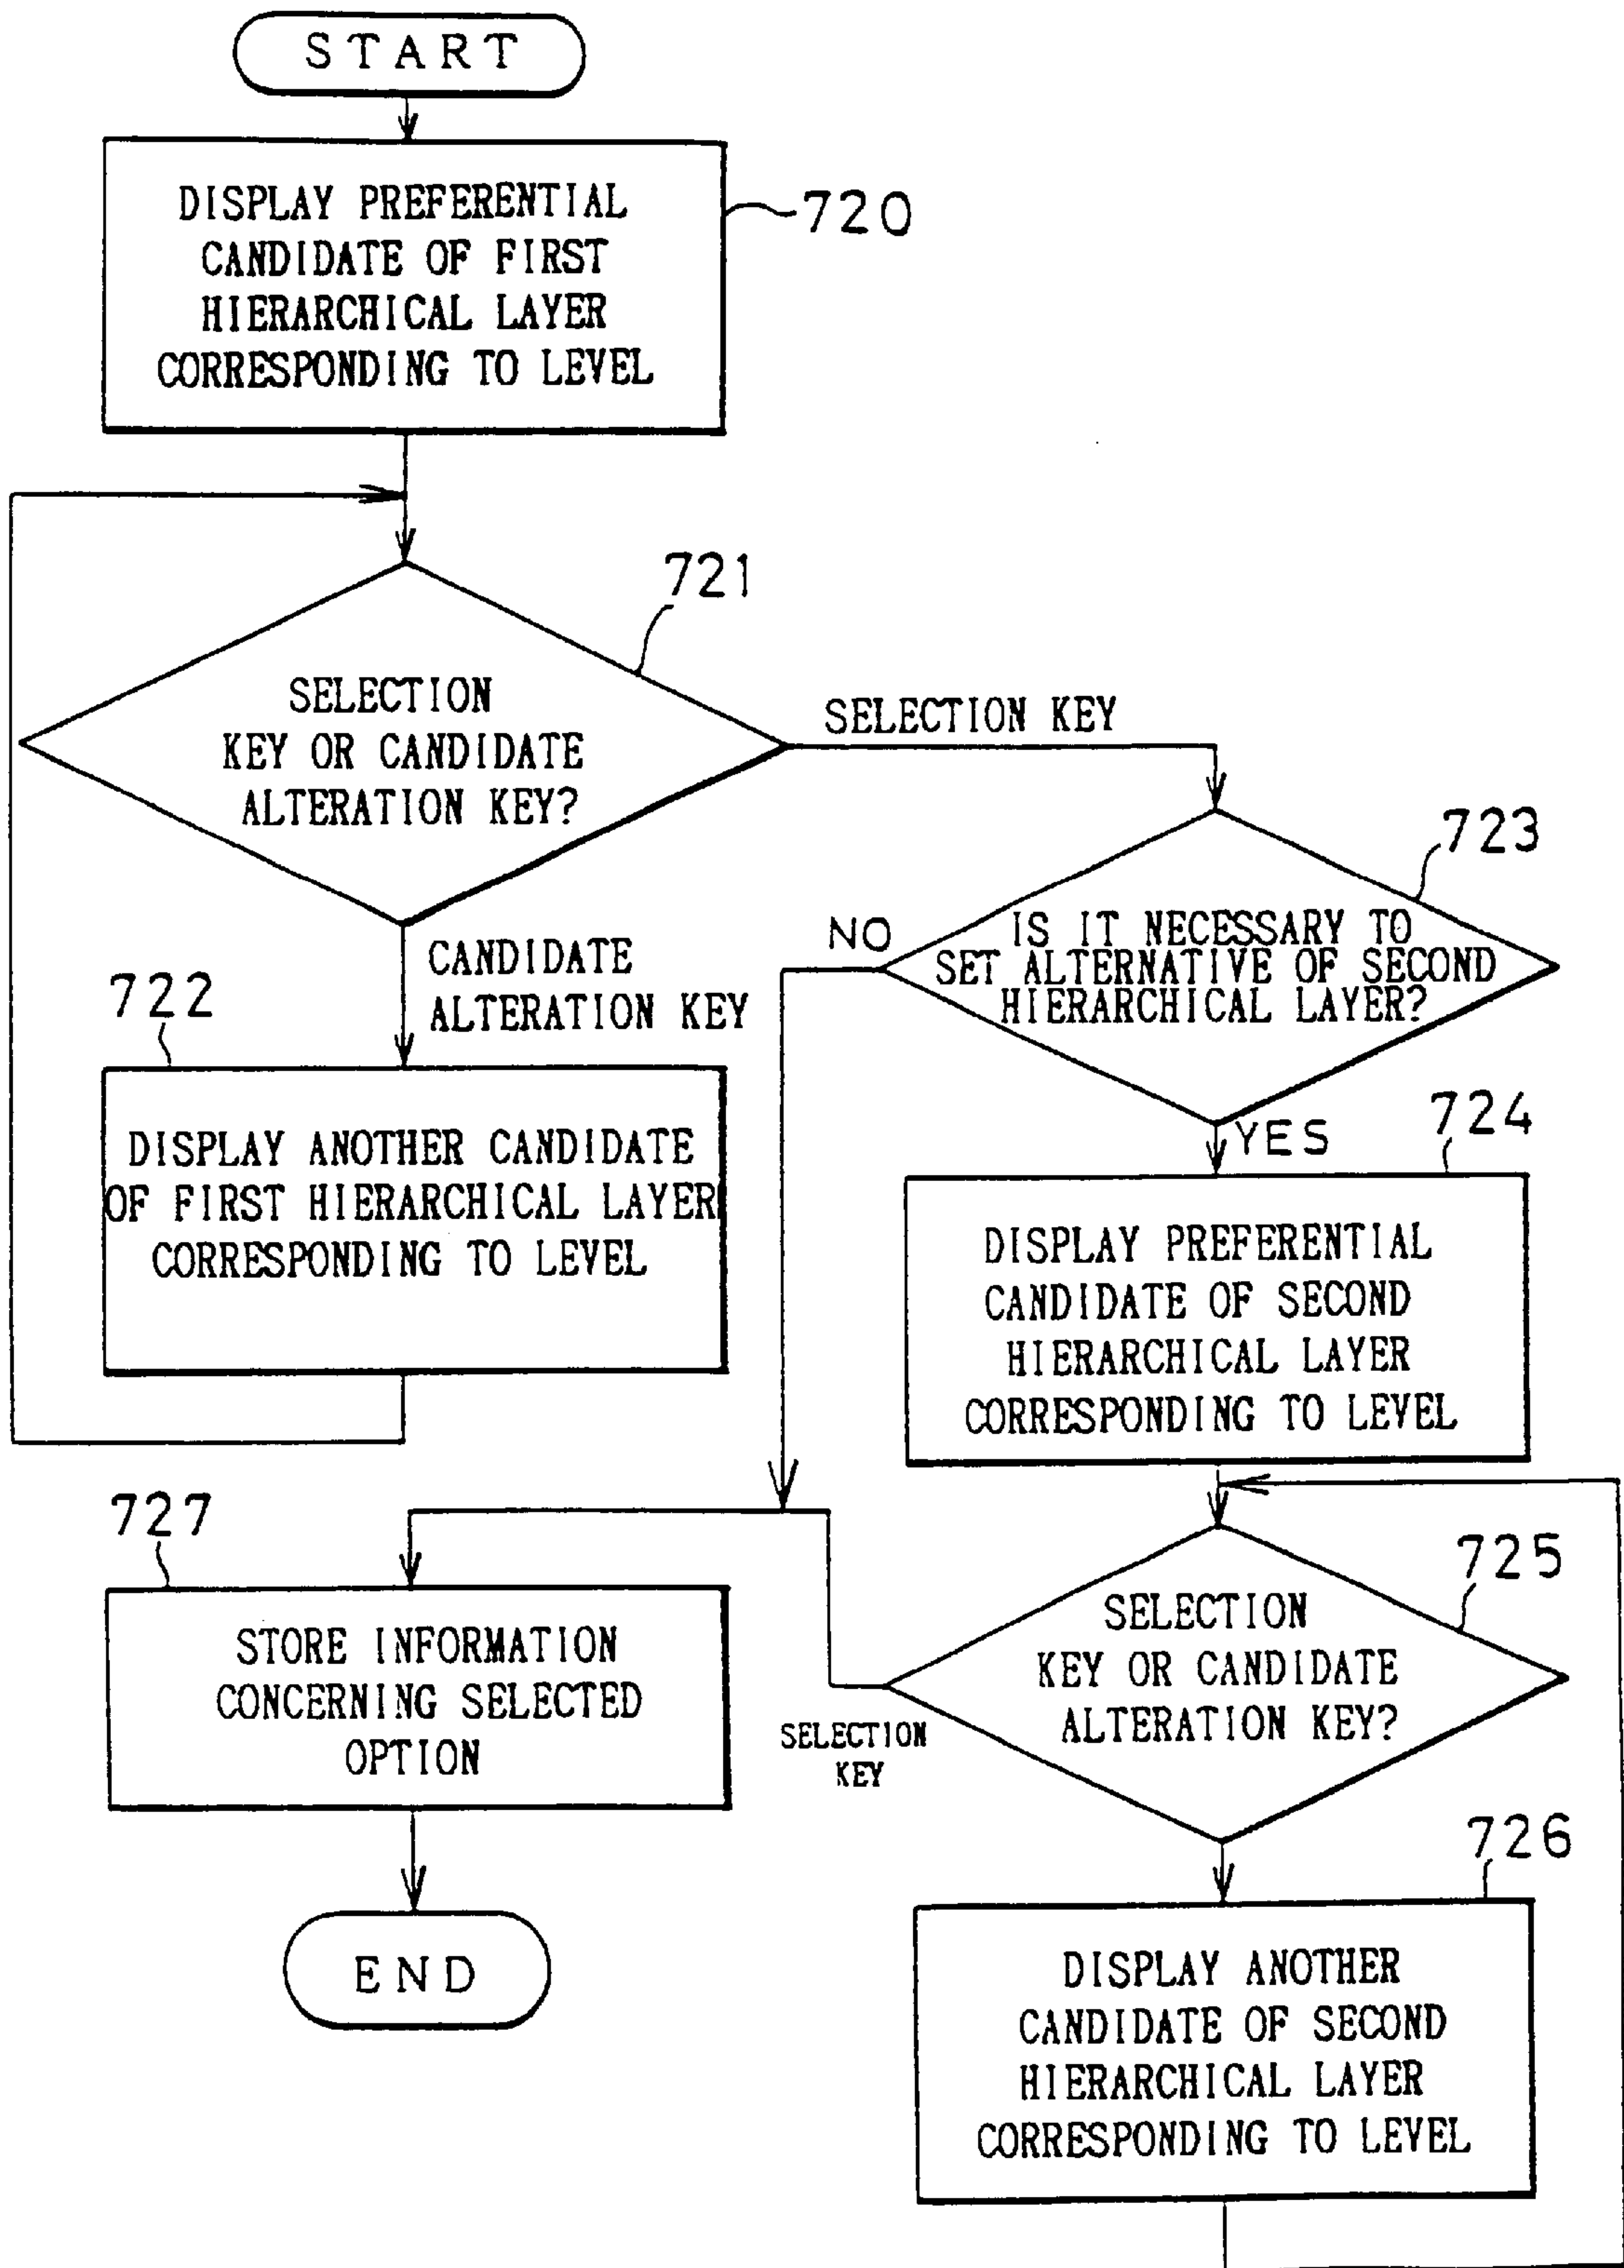 START
DISPLAY PREFERENTIAL
CANDIDATE OF FIRST
HIERARCHICAL LAYER
CORRESPONDING TO LEVEL
720
721
SELECTION
KEY OR CANDIDATE
ALTERATION KEY?
SELECTION KEY
CANDIDATE
ALTERATION KEY
722
DISPLAY ANOTHER CANDIDATE
OF FIRST HIERARCHICAL LAYER
CORRESPONDING TO LEVEL
723
IS IT NECESSARY TO
SET ALTERNATIVE OF SECOND
HIERARCHICAL LAYER?
NO
YES
724
DISPLAY PREFERENTIAL
CANDIDATE OF SECOND
HIERARCHICAL LAYER
CORRESPONDING TO LEVEL
725
SELECTION
KEY OR CANDIDATE
ALTERATION KEY?
SELECTION
KEY
726
DISPLAY ANOTHER
CANDIDATE OF SECOND
HIERARCHICAL LAYER
CORRESPONDING TO LEVEL
727
STORE INFORMATION
CONCERNING SELECTED
OPTION
END